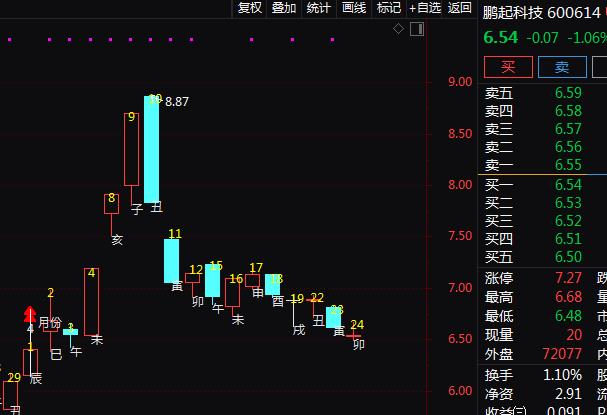 复权 叠加 统计 画线 标记 +自选 返回
鹏起科技 600614
6.54 -0.07 -1.06%
买 卖
卖五 6.59
卖四 6.58
卖三 6.57
卖二 6.56
卖一 6.55
买一 6.54
买二 6.53
买三 6.52
买四 6.51
买五 6.50
涨停 7.27 跌
最高 6.68 量
最低 6.48 市
现量 20 总
外盘 72077 内
换手 1.10% 股
净资 2.91 流
收益㈡ 0.091
9.00
8.50
8.00
7.50
7.00
6.50
6.00
8.87
9
子
丑
8
亥
11
寅
12
卯
15
午
16
未
17
申
18
酉
19
戌
22
丑
23
寅
24
卯
2
4 月份
巳
3
午
4
未
1
辰
29
丑